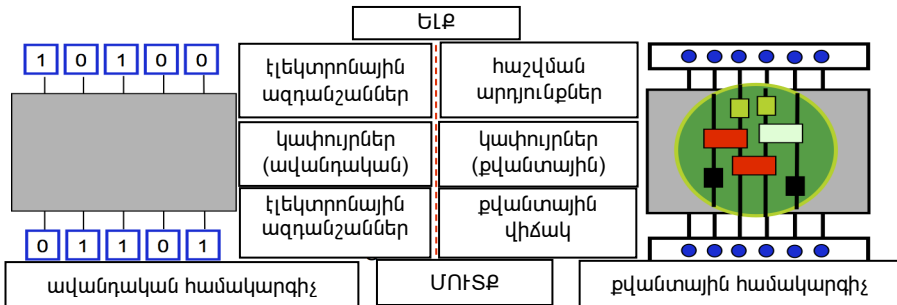 ԵԼՔ
1 0 1 0 0
էլեկտրոնային
ազդանշաններ
հաշվման
արդյունքներ
կափույրներ
(ավանդական)
կափույրներ
(քվանտային)
էլեկտրոնային
ազդանշաններ
քվանտային
վիճակ
0 1 1 0 1
ավանդական համակարգիչ
ՄՈՒՏՔ
քվանտային համակարգիչ